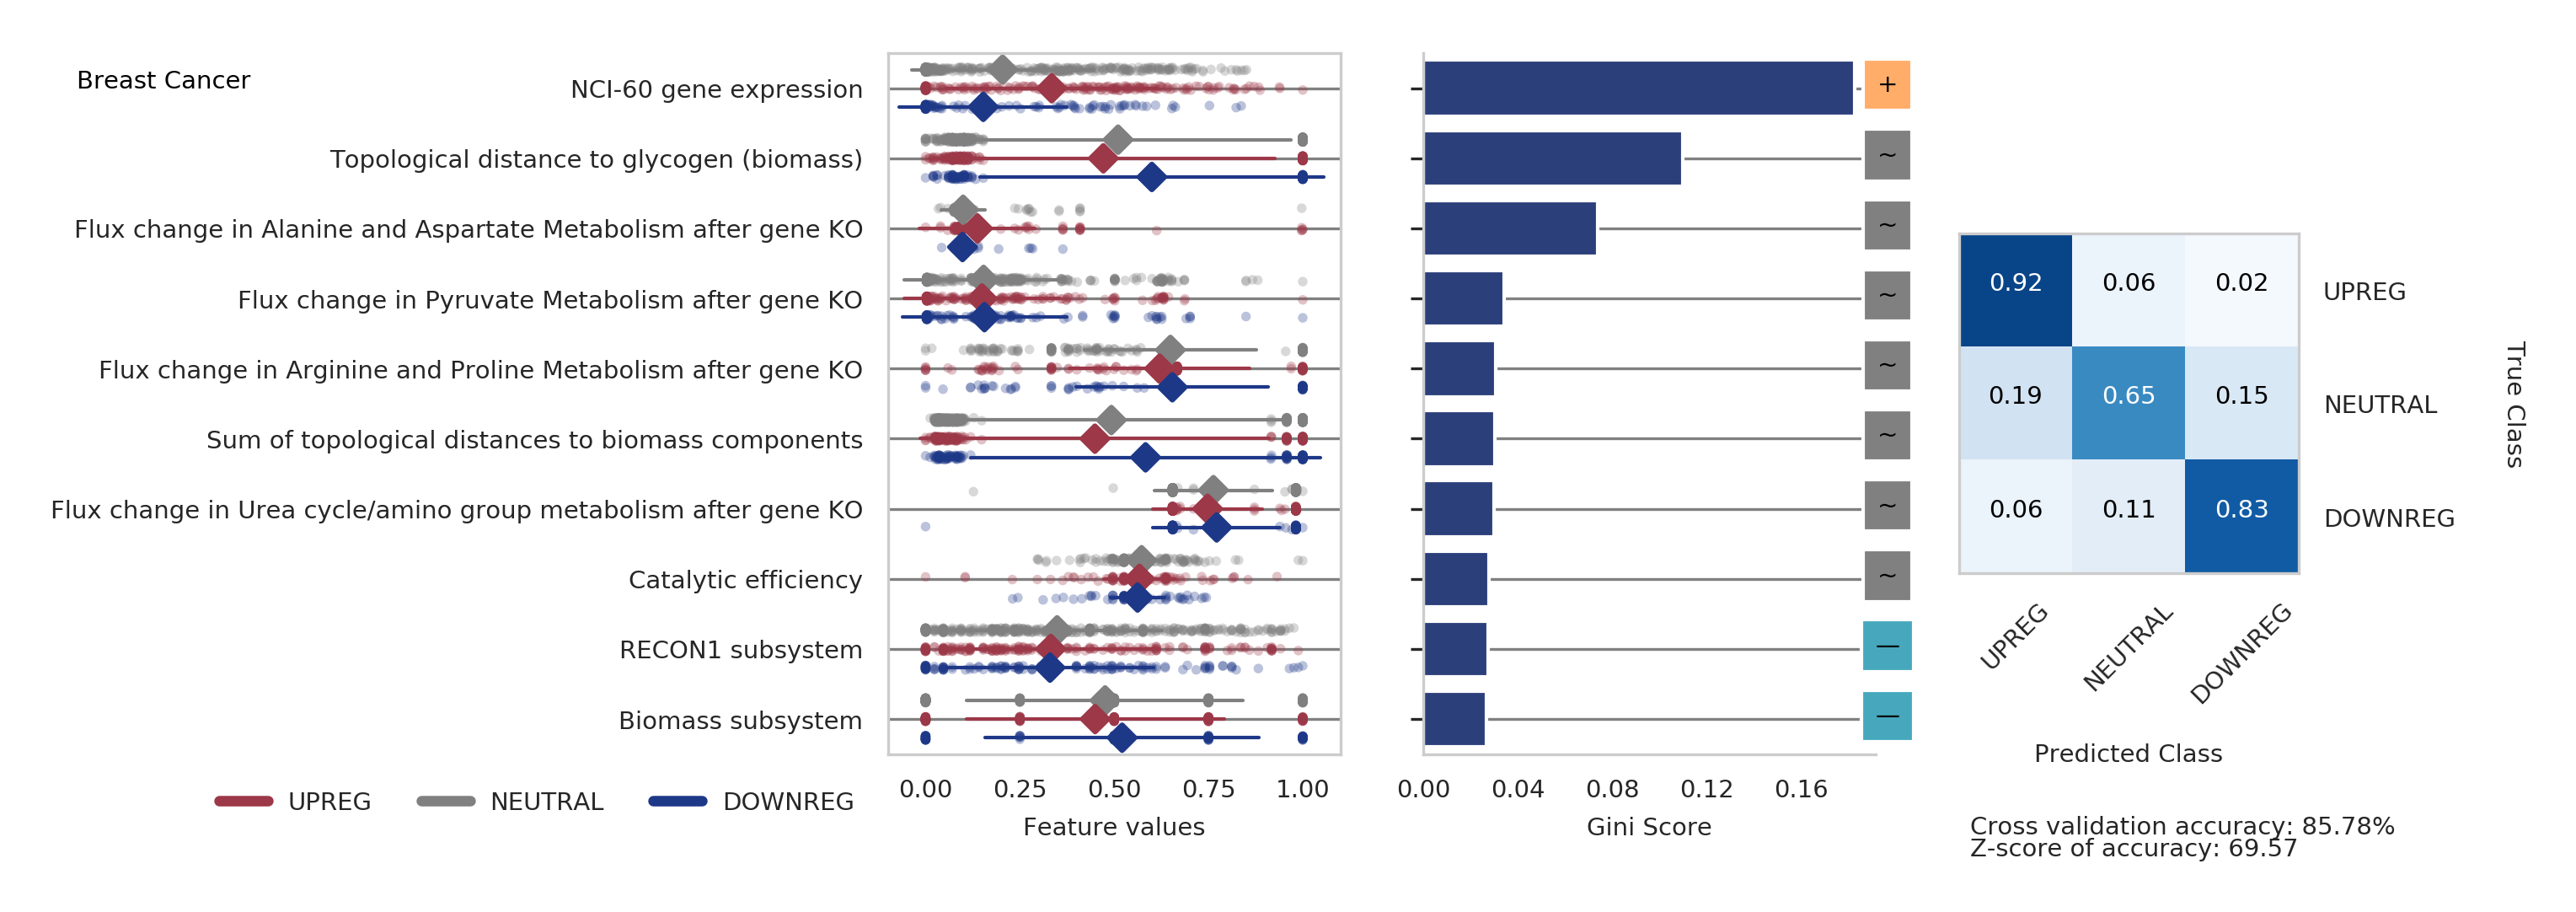 Breast Cancer
NCI-60 gene expression
Topological distance to glycogen (biomass)
Flux change in Alanine and Aspartate Metabolism after gene KO
Flux change in Pyruvate Metabolism after gene KO
Flux change in Arginine and Proline Metabolism after gene KO
Sum of topological distances to biomass components
Flux change in Urea cycle/amino group metabolism after gene KO
Catalytic efficiency
RECON1 subsystem
Biomass subsystem
UPREG NEUTRAL DOWNREG
0.00 0.25 0.50 0.75 1.00
Feature values
+
~
~
~
~
~
~
~
—
—
0.00 0.04 0.08 0.12 0.16
Gini Score
0.92 0.06 0.02 UPREG
0.19 0.65 0.15 NEUTRAL
0.06 0.11 0.83 DOWNREG
True Class
UPREG NEUTRAL DOWNREG
Predicted Class
Cross validation accuracy: 85.78%
Z-score of accuracy: 69.57